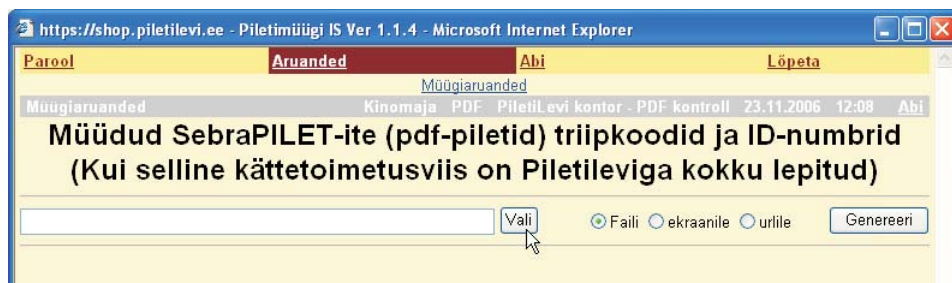 https://shop.piletilevi.ee - Piletimüügi IS Ver 1.1.4 - Microsoft Internet Explorer
Parool Aruanded Abi Lõpeta
Müügiaruanded
Müügiaruanded Kinomaja PDF PiletiLevi kontor - PDF kontroll 23.11.2006 12:08 Abi
Müüdud SebraPILET-ite (pdf-piletid) triipkoodid ja ID-numbrid
(Kui selline kättetoimetusviis on Piletileviga kokku lepitud)
Vali Faili ekraanile urlile Genereeri